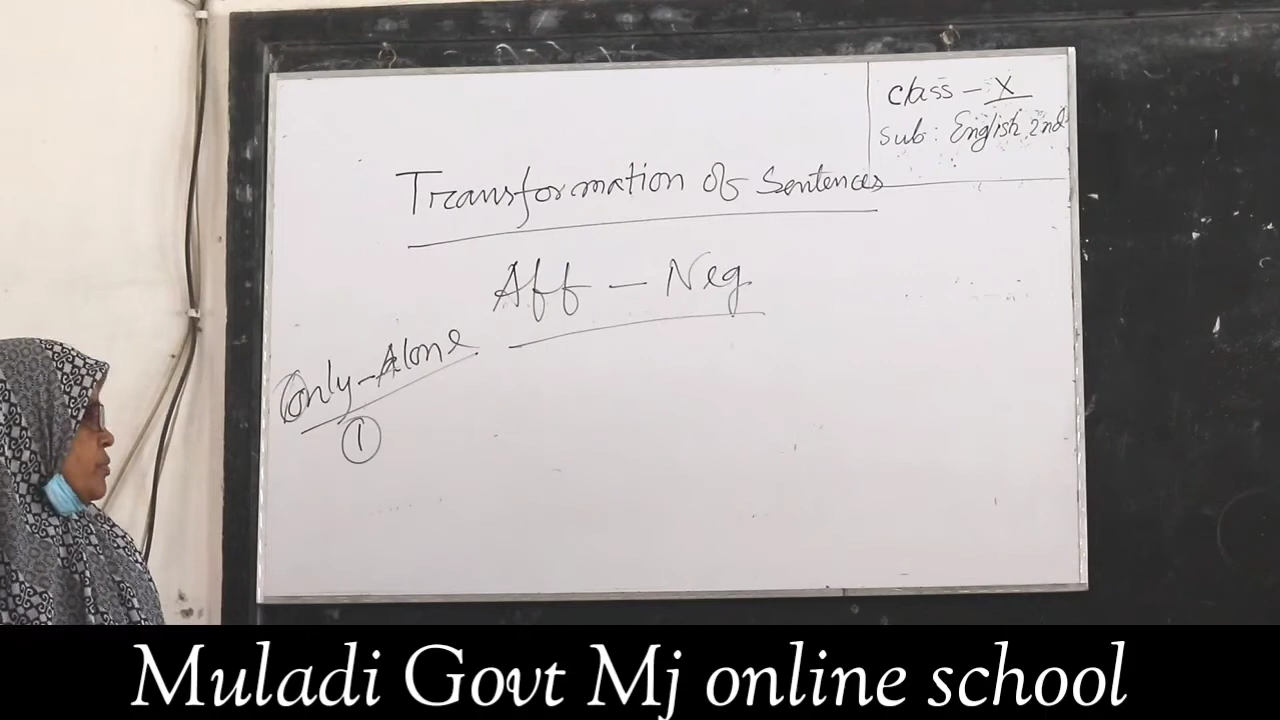 class - X
sub: English 2nd
Transformation of Sentences
Aff - Neg
Only - Alone
1
Muladi Govt Mj online school